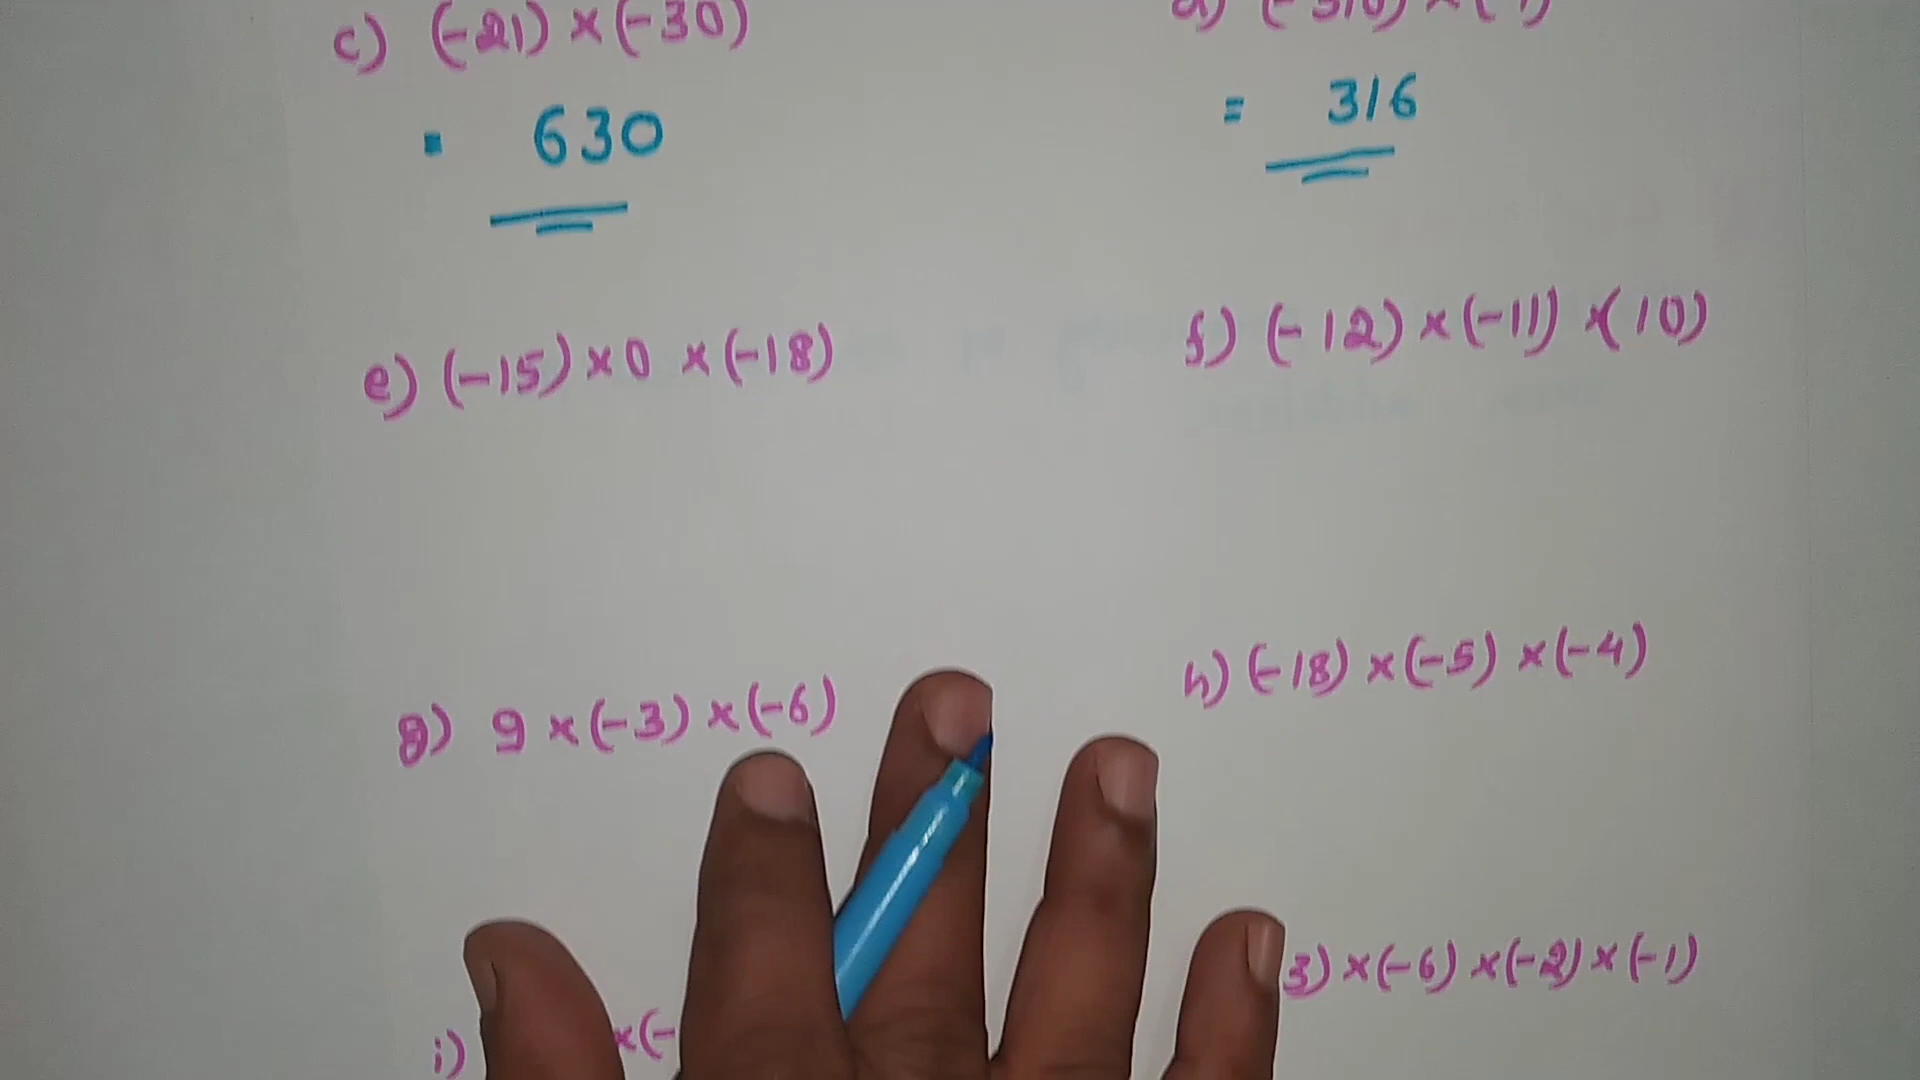 c) (-21) × (-30)
= 630
= 316
e) (-15) × 0 × (-18)
f) (-12) × (-11) × (10)
g) 9 × (-3) × (-6)
h) (-18) × (-5) × (-4)
i) ×(-
3) × (-6) × (-2) × (-1)